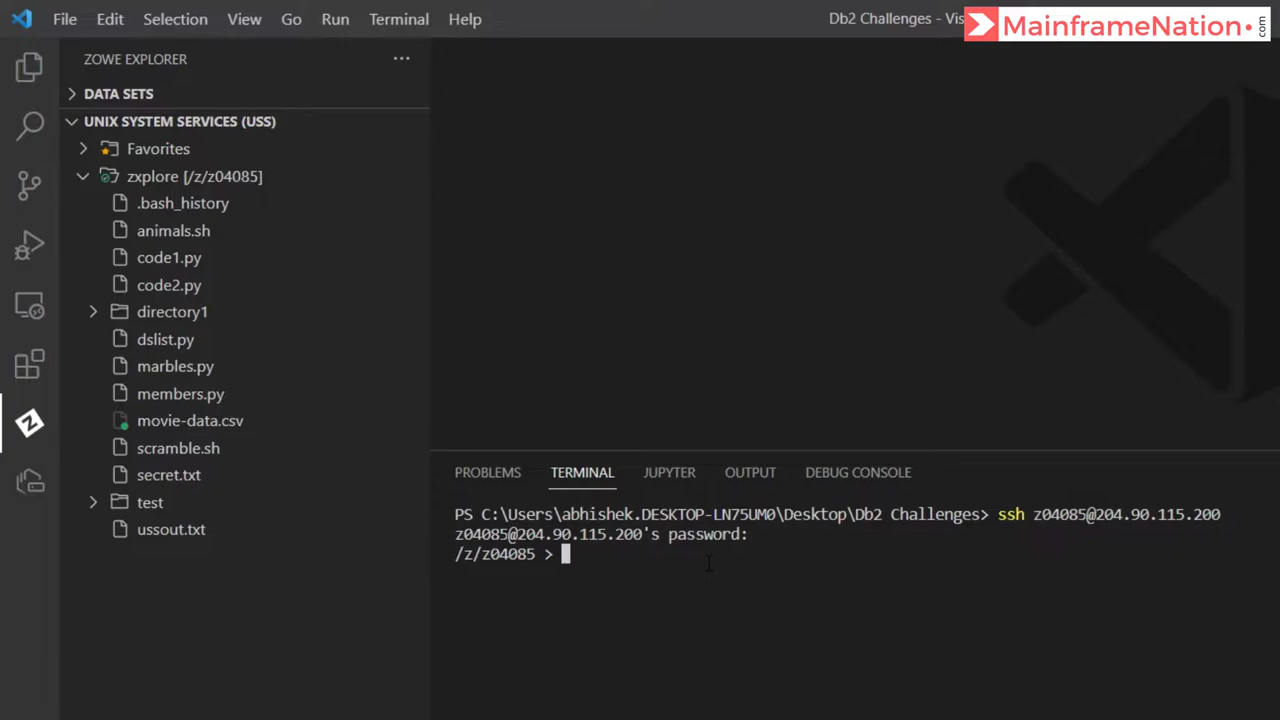 File Edit Selection View Go Run Terminal Help
Db2 Challenges - Vis
MainframeNation.com
ZOWE EXPLORER
DATA SETS
UNIX SYSTEM SERVICES (USS)
Favorites
zxplore [/z/z04085]
.bash_history
animals.sh
code1.py
code2.py
directory1
dslist.py
marbles.py
members.py
movie-data.csv
scramble.sh
secret.txt
test
ussout.txt
PROBLEMS TERMINAL JUPYTER OUTPUT DEBUG CONSOLE
PS C:\Users\abhishek.DESKTOP-LN75UM0\Desktop\Db2 Challenges> ssh z04085@204.90.115.200
z04085@204.90.115.200's password:
/z/z04085 >